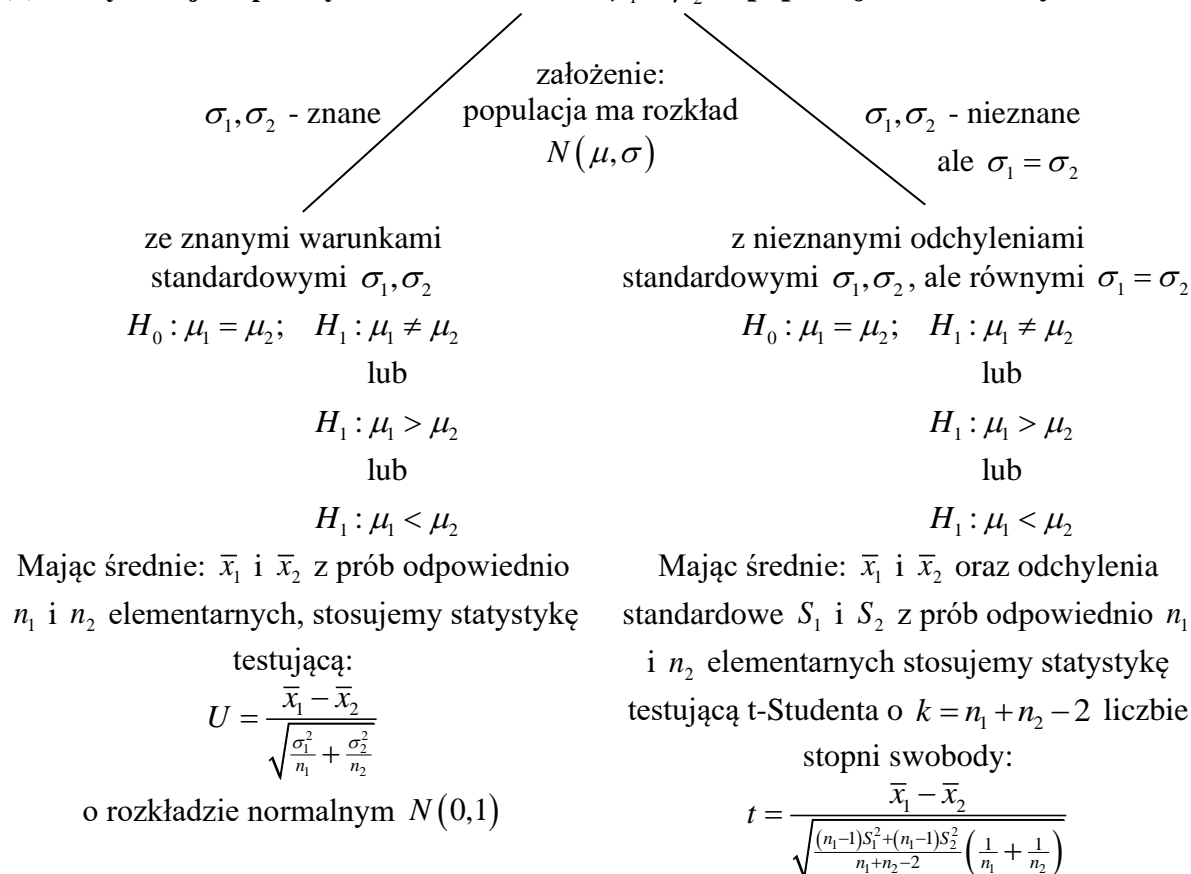 założenie:
σ₁, σ₂ - znane
populacja ma rozkład
N(μ, σ)
σ₁, σ₂ - nieznane
ale σ₁ = σ₂
ze znanymi warunkami
standardowymi σ₁, σ₂
H₀ : μ₁ = μ₂; H₁ : μ₁ ≠ μ₂
lub
H₁ : μ₁ > μ₂
lub
H₁ : μ₁ < μ₂
Mając średnie: x̄₁ i x̄₂ z prób odpowiednio
n₁ i n₂ elementarnych, stosujemy statystykę
testującą:
U = (x̄₁ − x̄₂) / √(σ₁²/n₁ + σ₂²/n₂)
o rozkładzie normalnym N(0,1)
z nieznanymi odchyleniami
standardowymi σ₁, σ₂, ale równymi σ₁ = σ₂
H₀ : μ₁ = μ₂; H₁ : μ₁ ≠ μ₂
lub
H₁ : μ₁ > μ₂
lub
H₁ : μ₁ < μ₂
Mając średnie: x̄₁ i x̄₂ oraz odchylenia
standardowe S₁ i S₂ z prób odpowiednio n₁
i n₂ elementarnych stosujemy statystykę
testującą t-Studenta o k = n₁ + n₂ − 2 liczbie
stopni swobody:
t = (x̄₁ − x̄₂) / √(((n₁−1)S₁²+(n₁−1)S₂²)/(n₁+n₂−2) (1/n₁ + 1/n₂))